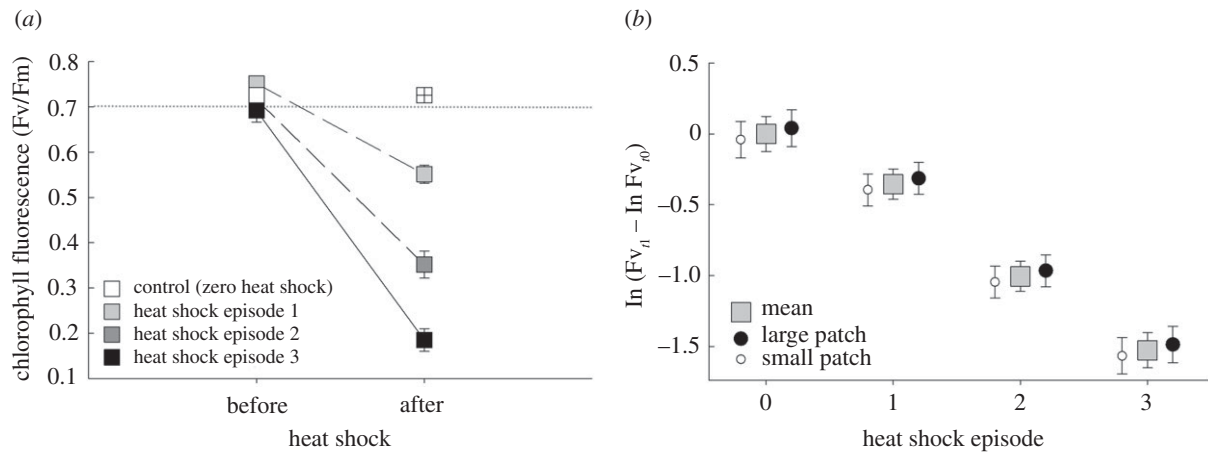 (a)
chlorophyll fluorescence (Fv/Fm)
0.8
0.7
0.6
0.5
0.4
0.3
0.2
0.1
control (zero heat shock)
heat shock episode 1
heat shock episode 2
heat shock episode 3
before
after
heat shock
(b)
ln (Fv_t1 – ln Fv_t0)
0.5
0
–0.5
–1.0
–1.5
mean
large patch
small patch
0
1
2
3
heat shock episode